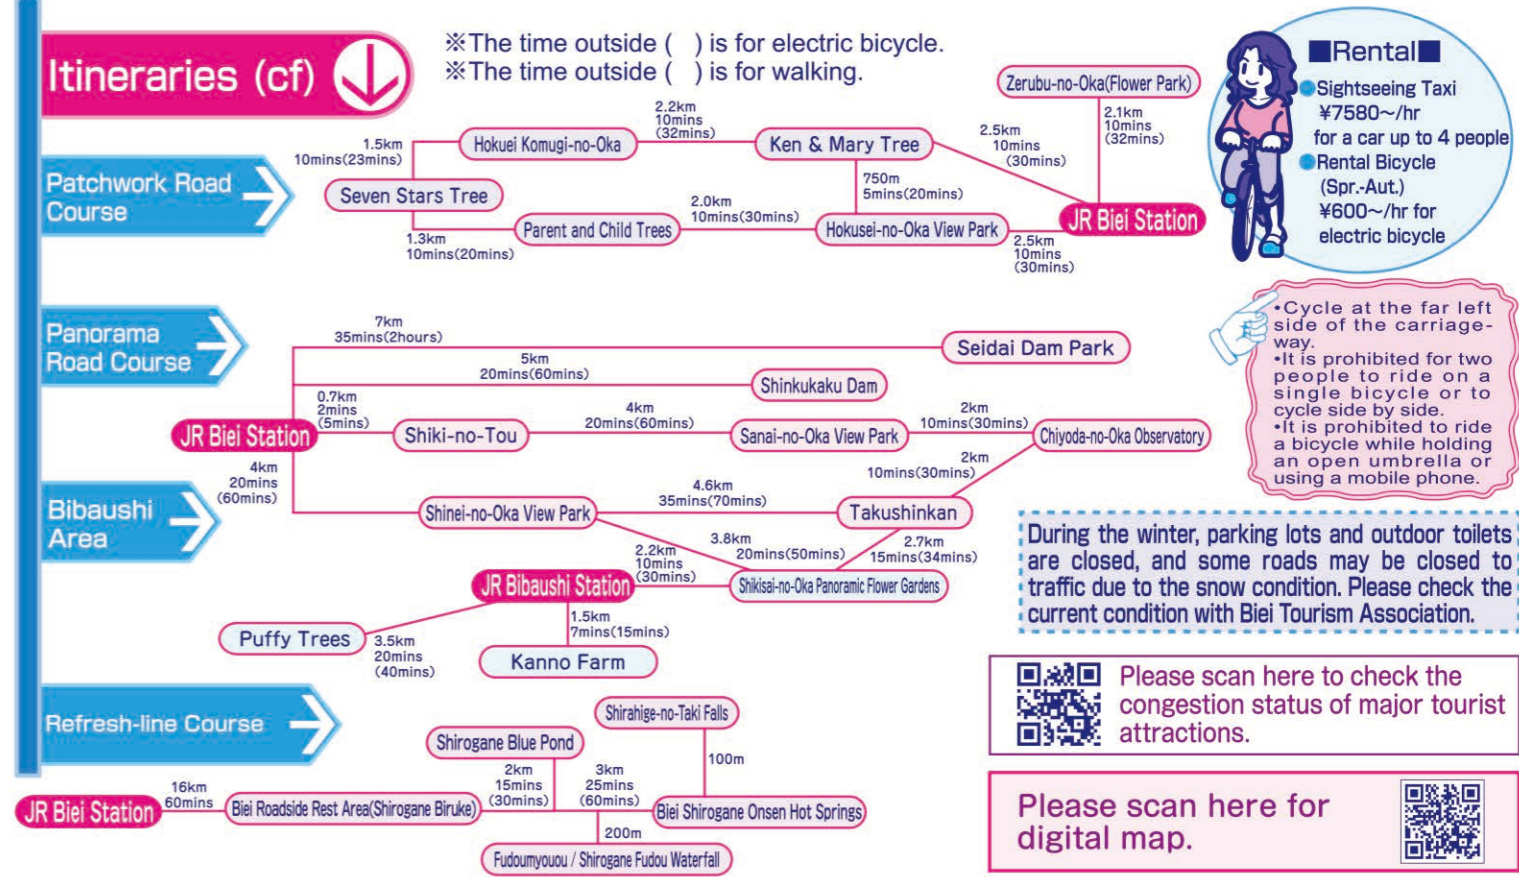 Itineraries (cf)
※The time outside (  ) is for electric bicycle.
※The time outside (  ) is for walking.
Patchwork Road
Course
Seven Stars Tree
1.5km
10mins(23mins)
Hokuei Komugi-no-Oka
2.2km
10mins
(32mins)
Ken & Mary Tree
2.5km
10mins
(30mins)
Zerubu-no-Oka(Flower Park)
2.1km
10mins
(32mins)
750m
5mins(20mins)
JR Biei Station
1.3km
10mins(20mins)
Parent and Child Trees
2.0km
10mins(30mins)
Hokusei-no-Oka View Park
2.5km
10mins
(30mins)
■Rental■
Sightseeing Taxi
¥7580~/hr
for a car up to 4 people
Rental Bicycle
(Spr.-Aut.)
¥600~/hr for
electric bicycle
•Cycle at the far left
side of the carriage-
way.
•It is prohibited for two
people to ride on a
single bicycle or to
cycle side by side.
•It is prohibited to ride
a bicycle while holding
an open umbrella or
using a mobile phone.
Panorama
Road Course
7km
35mins(2hours)
Seidai Dam Park
5km
20mins(60mins)
Shinkukaku Dam
JR Biei Station
0.7km
2mins
(5mins)
Shiki-no-Tou
4km
20mins(60mins)
Sanai-no-Oka View Park
2km
10mins(30mins)
Chiyoda-no-Oka Observatory
2km
10mins(30mins)
4km
20mins
(60mins)
Bibaushi
Area
Shinei-no-Oka View Park
4.6km
35mins(70mins)
Takushinkan
3.8km
20mins(50mins)
2.7km
15mins(34mins)
Shikisai-no-Oka Panoramic Flower Gardens
2.2km
10mins
(30mins)
JR Bibaushi Station
1.5km
7mins(15mins)
Kanno Farm
Puffy Trees
3.5km
20mins
(40mins)
During the winter, parking lots and outdoor toilets
are closed, and some roads may be closed to
traffic due to the snow condition. Please check the
current condition with Biei Tourism Association.
Please scan here to check the
congestion status of major tourist
attractions.
Please scan here for
digital map.
Refresh-line Course
JR Biei Station
16km
60mins
Biei Roadside Rest Area(Shirogane Biruke)
Shirogane Blue Pond
2km
15mins
(30mins)
3km
25mins
(60mins)
Shirahige-no-Taki Falls
100m
Biei Shirogane Onsen Hot Springs
200m
Fudoumyouou / Shirogane Fudou Waterfall